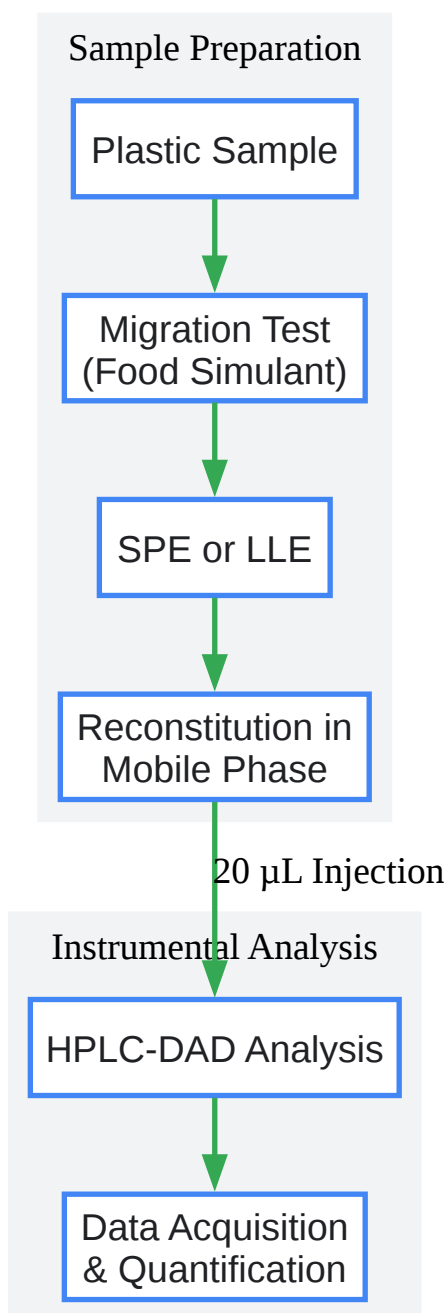 Sample Preparation
Plastic Sample
Migration Test
(Food Simulant)
SPE or LLE
Reconstitution in
Mobile Phase
20 µL Injection
Instrumental Analysis
HPLC-DAD Analysis
Data Acquisition
& Quantification